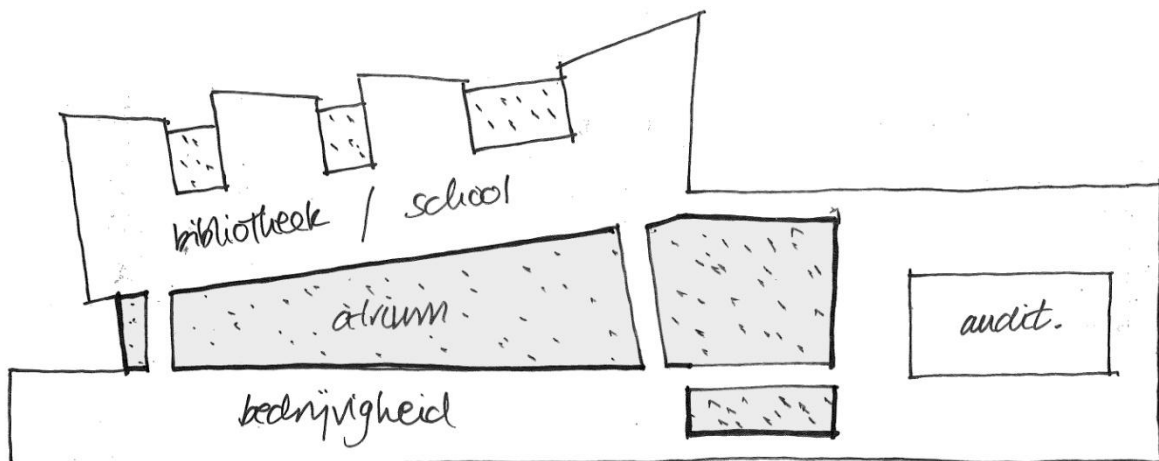 bibliotheek / school
atrium
audit.
bedrijvigheid